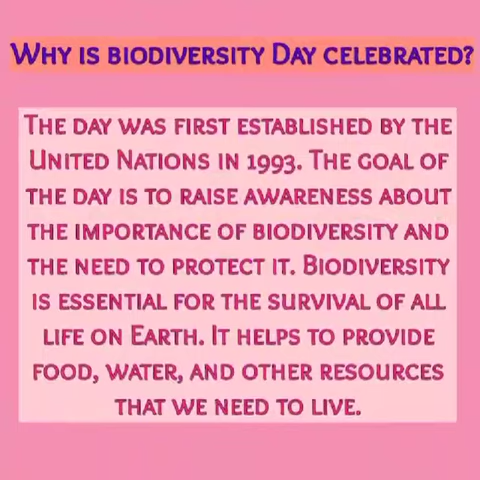 Why is biodiversity Day celebrated?
The day was first established by the
United Nations in 1993. The goal of
the day is to raise awareness about
the importance of biodiversity and
the need to protect it. Biodiversity
is essential for the survival of all
life on Earth. It helps to provide
food, water, and other resources
that we need to live.